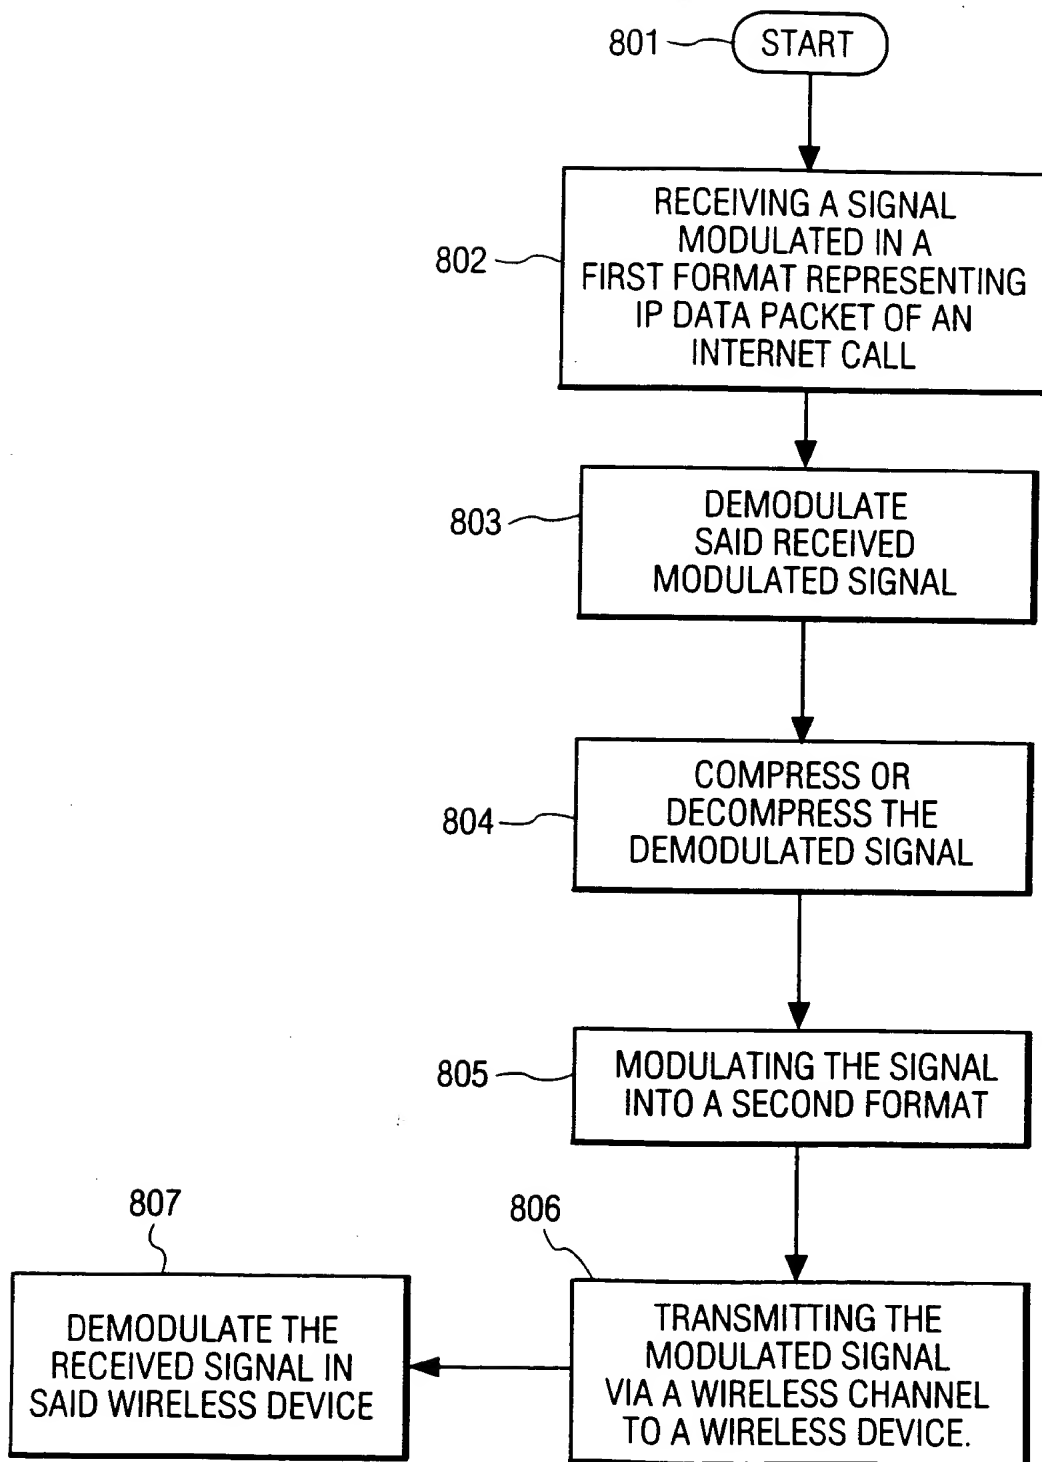 801
START
802
RECEIVING A SIGNAL
MODULATED IN A
FIRST FORMAT REPRESENTING
IP DATA PACKET OF AN
INTERNET CALL
803
DEMODULATE
SAID RECEIVED
MODULATED SIGNAL
804
COMPRESS OR
DECOMPRESS THE
DEMODULATED SIGNAL
805
MODULATING THE SIGNAL
INTO A SECOND FORMAT
806
TRANSMITTING THE
MODULATED SIGNAL
VIA A WIRELESS CHANNEL
TO A WIRELESS DEVICE.
807
DEMODULATE THE
RECEIVED SIGNAL IN
SAID WIRELESS DEVICE